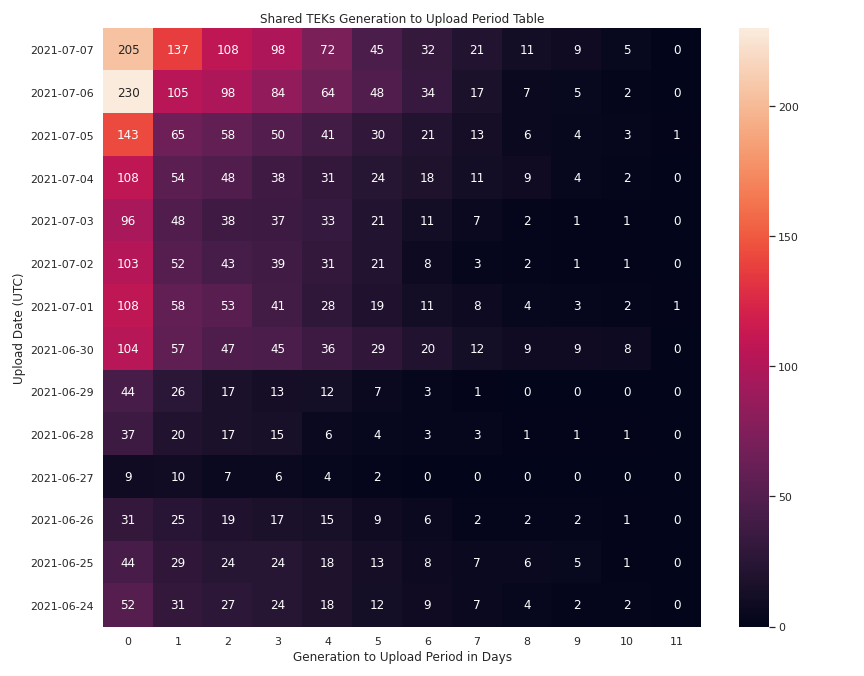 Shared TEKs Generation to Upload Period Table
Upload Date (UTC)
2021-07-07 205 137 108 98 72 45 32 21 11 9 5 0
2021-07-06 230 105 98 84 64 48 34 17 7 5 2 0
2021-07-05 143 65 58 50 41 30 21 13 6 4 3 1
2021-07-04 108 54 48 38 31 24 18 11 9 4 2 0
2021-07-03 96 48 38 37 33 21 11 7 2 1 1 0
2021-07-02 103 52 43 39 31 21 8 3 2 1 1 0
2021-07-01 108 58 53 41 28 19 11 8 4 3 2 1
2021-06-30 104 57 47 45 36 29 20 12 9 9 8 0
2021-06-29 44 26 17 13 12 7 3 1 0 0 0 0
2021-06-28 37 20 17 15 6 4 3 3 1 1 1 0
2021-06-27 9 10 7 6 4 2 0 0 0 0 0 0
2021-06-26 31 25 19 17 15 9 6 2 2 2 1 0
2021-06-25 44 29 24 24 18 13 8 7 6 5 1 0
2021-06-24 52 31 27 24 18 12 9 7 4 2 2 0
0 1 2 3 4 5 6 7 8 9 10 11
Generation to Upload Period in Days
200
150
100
50
0